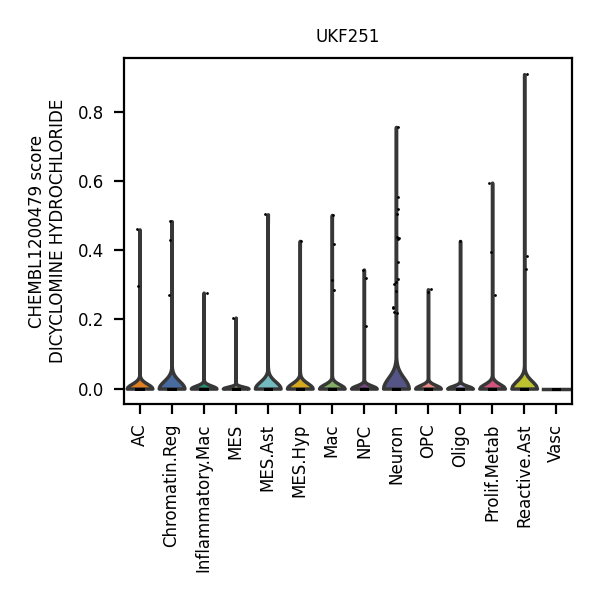 UKF251
CHEMBL1200479 score
DICYCLOMINE HYDROCHLORIDE
0.8
0.6
0.4
0.2
0.0
AC
Chromatin.Reg
Inflammatory.Mac
MES
MES.Ast
MES.Hyp
Mac
NPC
Neuron
OPC
Oligo
Prolif.Metab
Reactive.Ast
Vasc